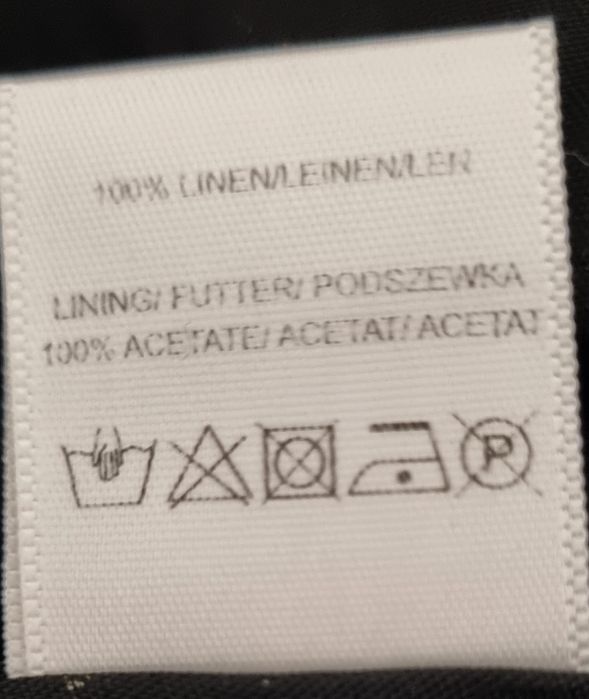 100% LINEN/LEINEN/LEN
LINING/ FUTTER/ PODSZEWKA
100% ACETATE/ ACETAT/ ACETAT
P